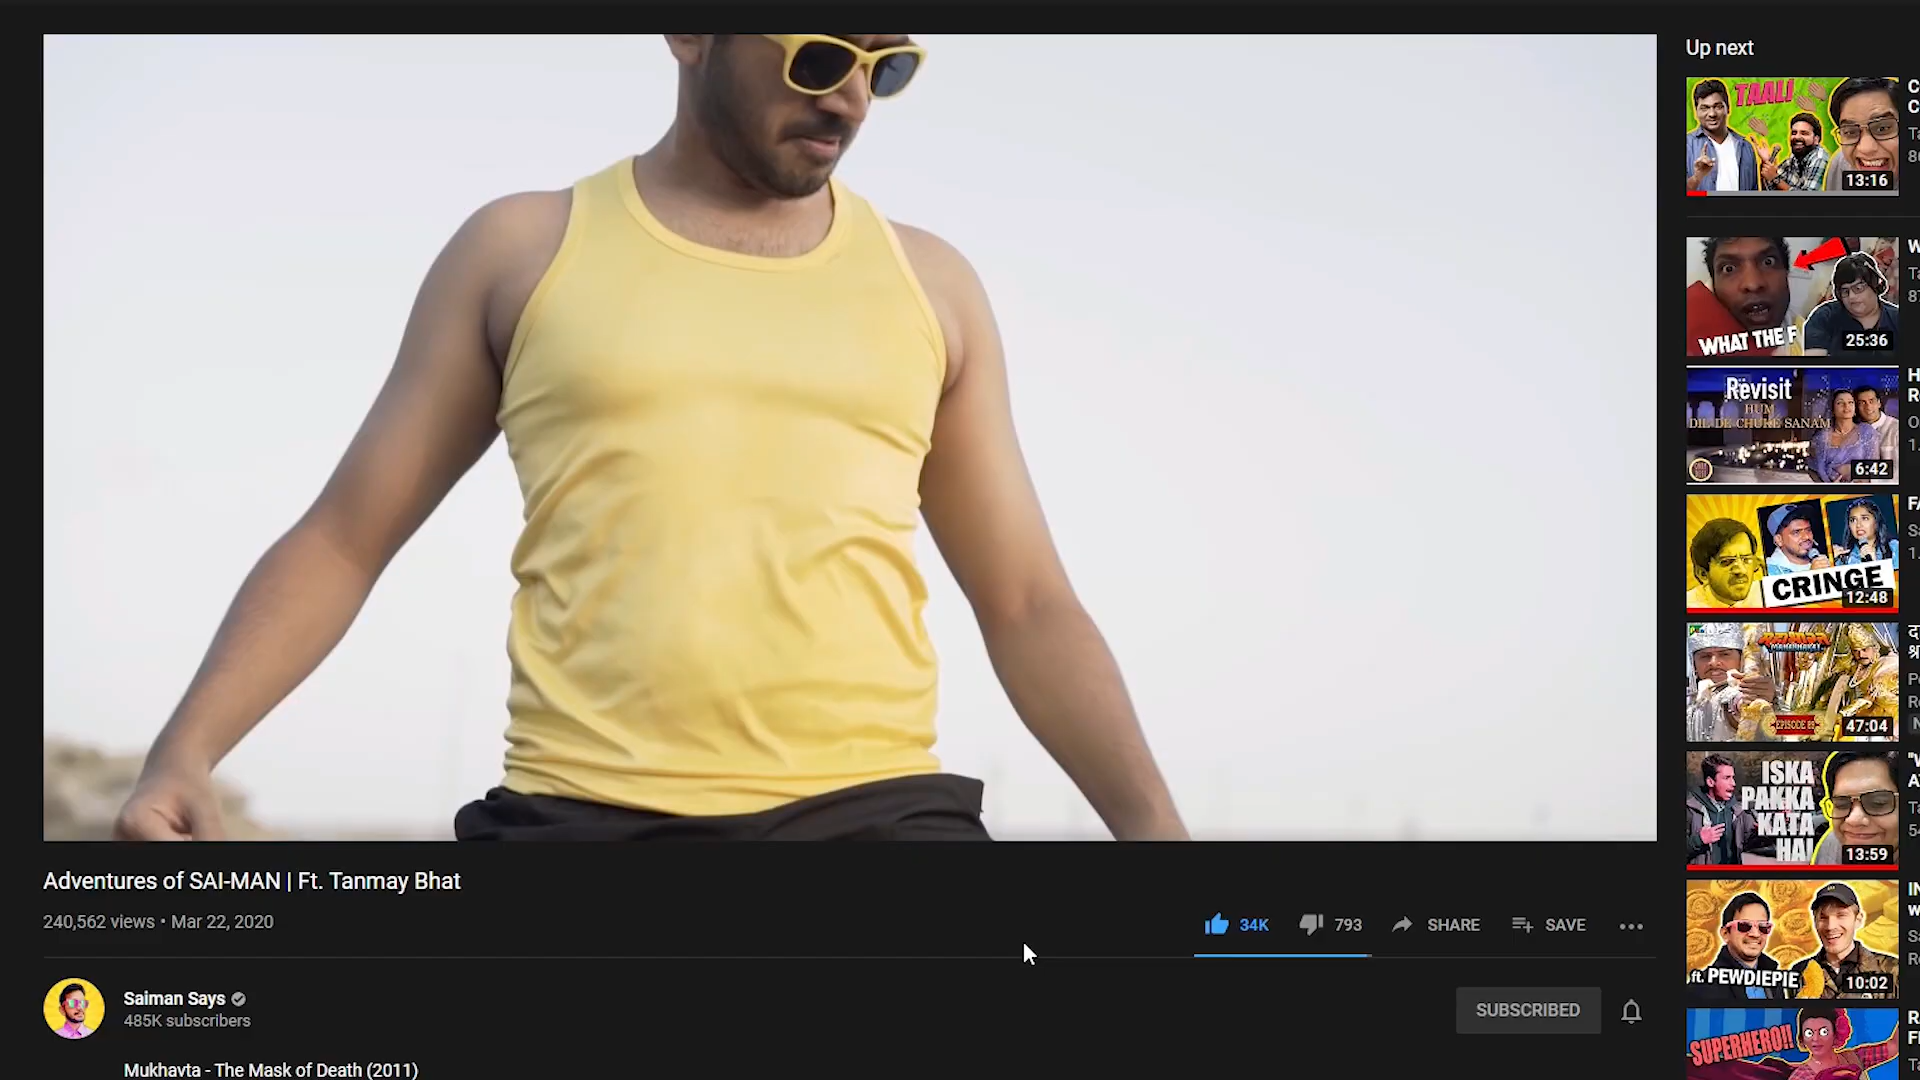 Up next
TAALI
13:16
WHAT THE F
25:36
Revisit
HUM
DIL DE CHUKE SANAM
6:42
CRINGE
12:48
EPISODE 85
47:04
ISKA
PAKKA
KATA
HAI
13:59
ft. PEWDIEPIE
10:02
SUPERHERO!!
Adventures of SAI-MAN | Ft. Tanmay Bhat
240,562 views • Mar 22, 2020
34K
793
SHARE
SAVE
Saiman Says
485K subscribers
SUBSCRIBED
Mukhavta - The Mask of Death (2011)